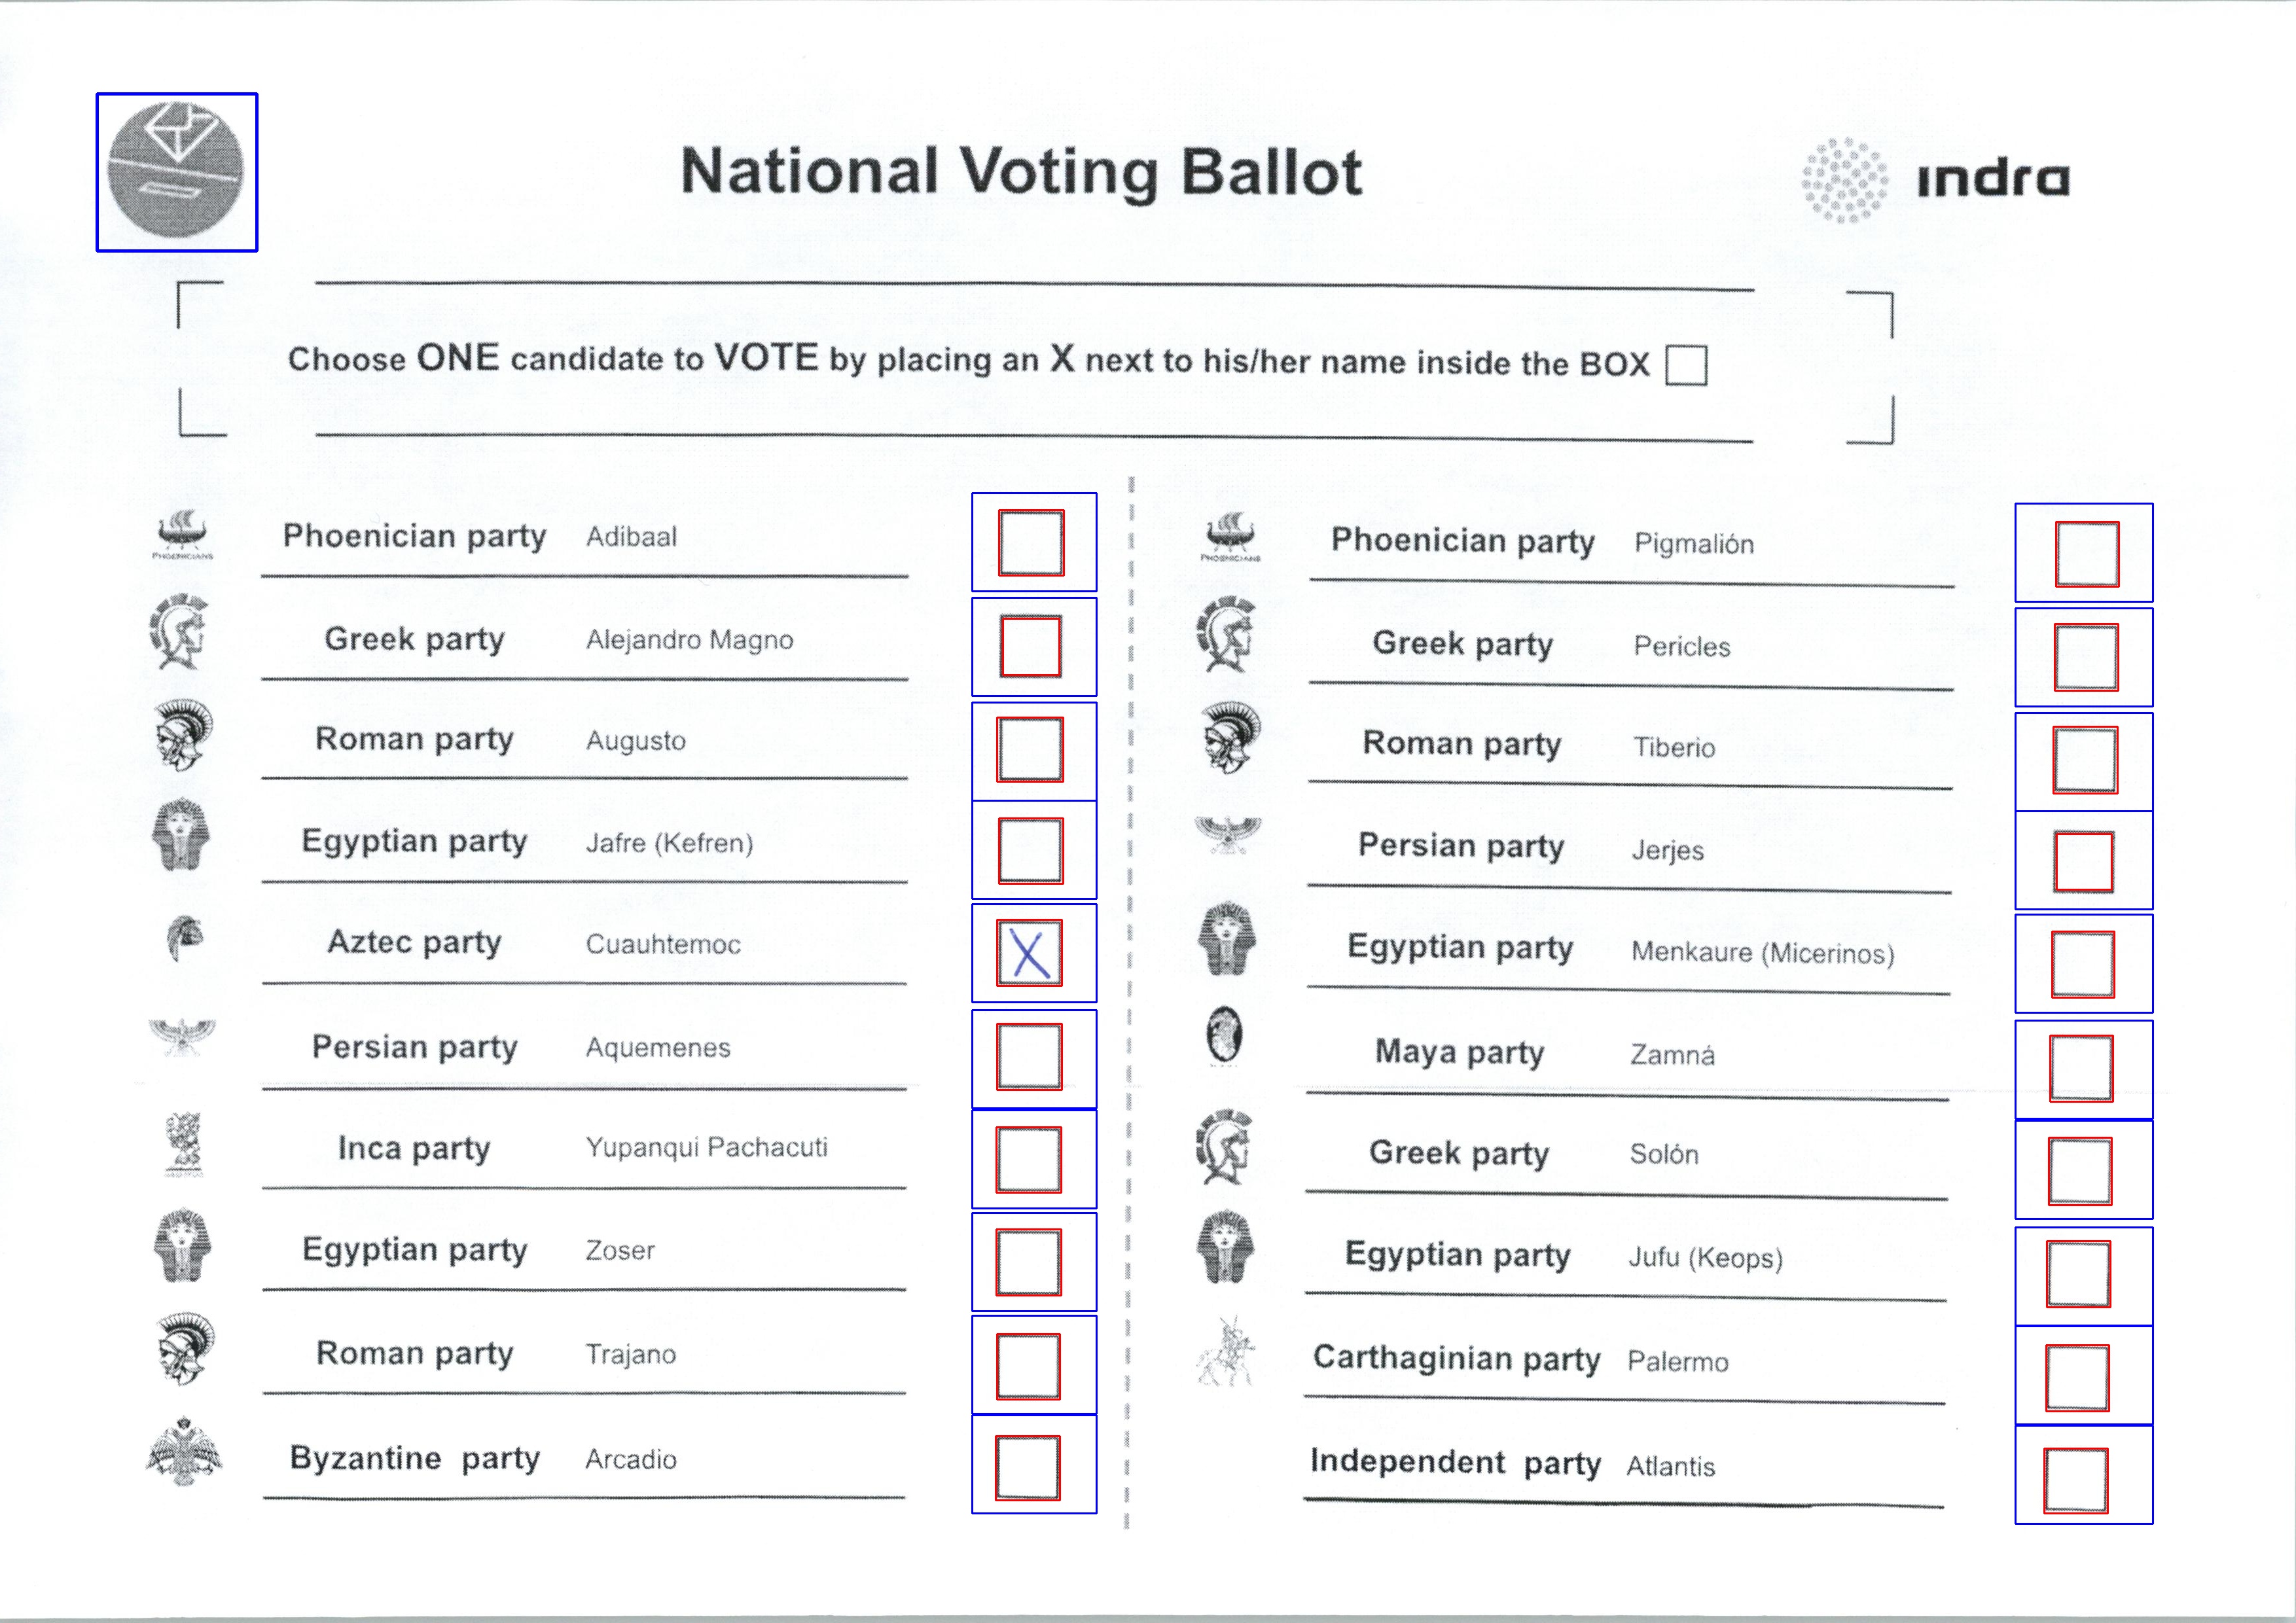 National Voting Ballot
ındra
Choose ONE candidate to VOTE by placing an X next to his/her name inside the BOX
PHOENICIANS
Phoenician party Adibaal
Greek party Alejandro Magno
Roman party Augusto
Egyptian party Jafre (Kefren)
Aztec party Cuauhtemoc X
Persian party Aquemenes
Inca party Yupanqui Pachacuti
Egyptian party Zoser
Roman party Trajano
Byzantine party Arcadio
PHOENICIANS
Phoenician party Pigmalión
Greek party Pericles
Roman party Tiberio
Persian party Jerjes
Egyptian party Menkaure (Micerinos)
Maya party Zamná
Greek party Solón
Egyptian party Jufu (Keops)
Carthaginian party Palermo
Independent party Atlantis